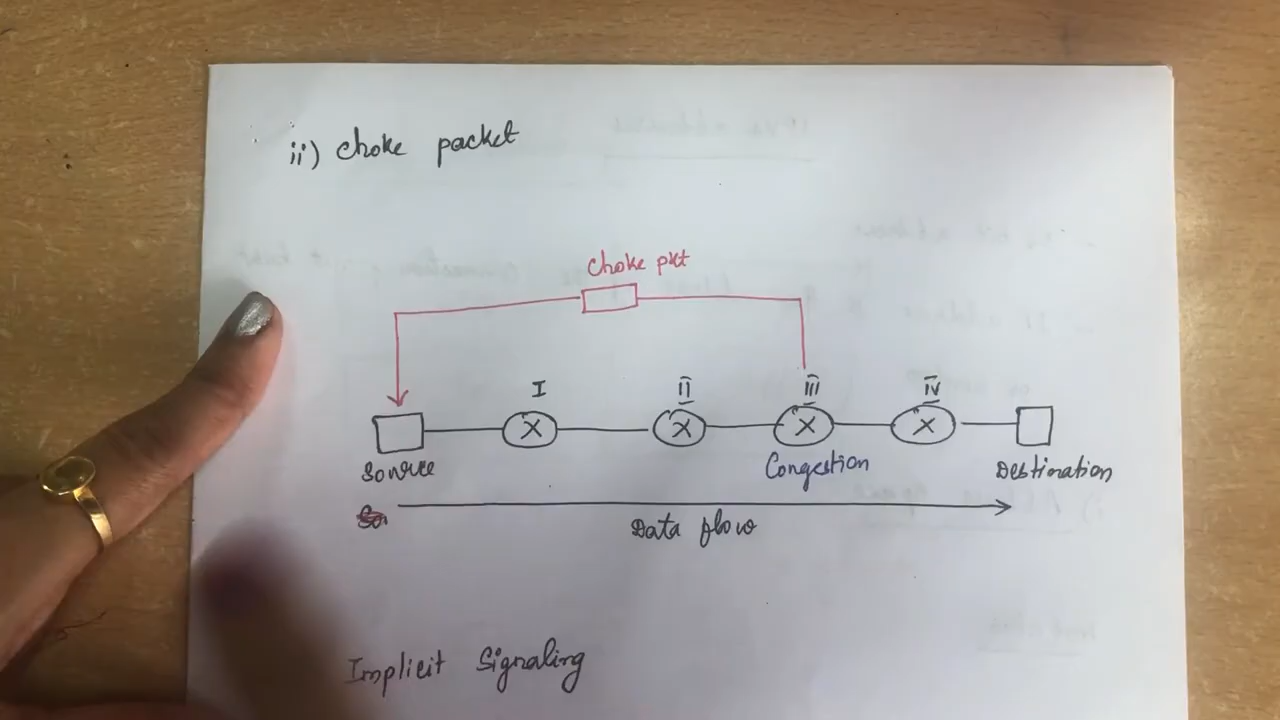 ii) choke packet
choke pkt
I II III IV
Source Congestion Destination
Data flow
Implicit Signaling